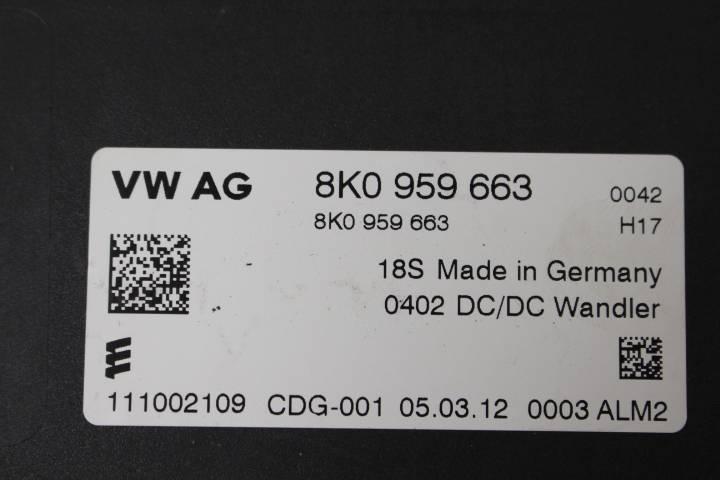 VW AG 8K0 959 663 0042
8K0 959 663 H17
18S Made in Germany
0402 DC/DC Wandler
111002109 CDG-001 05.03.12 0003 ALM2